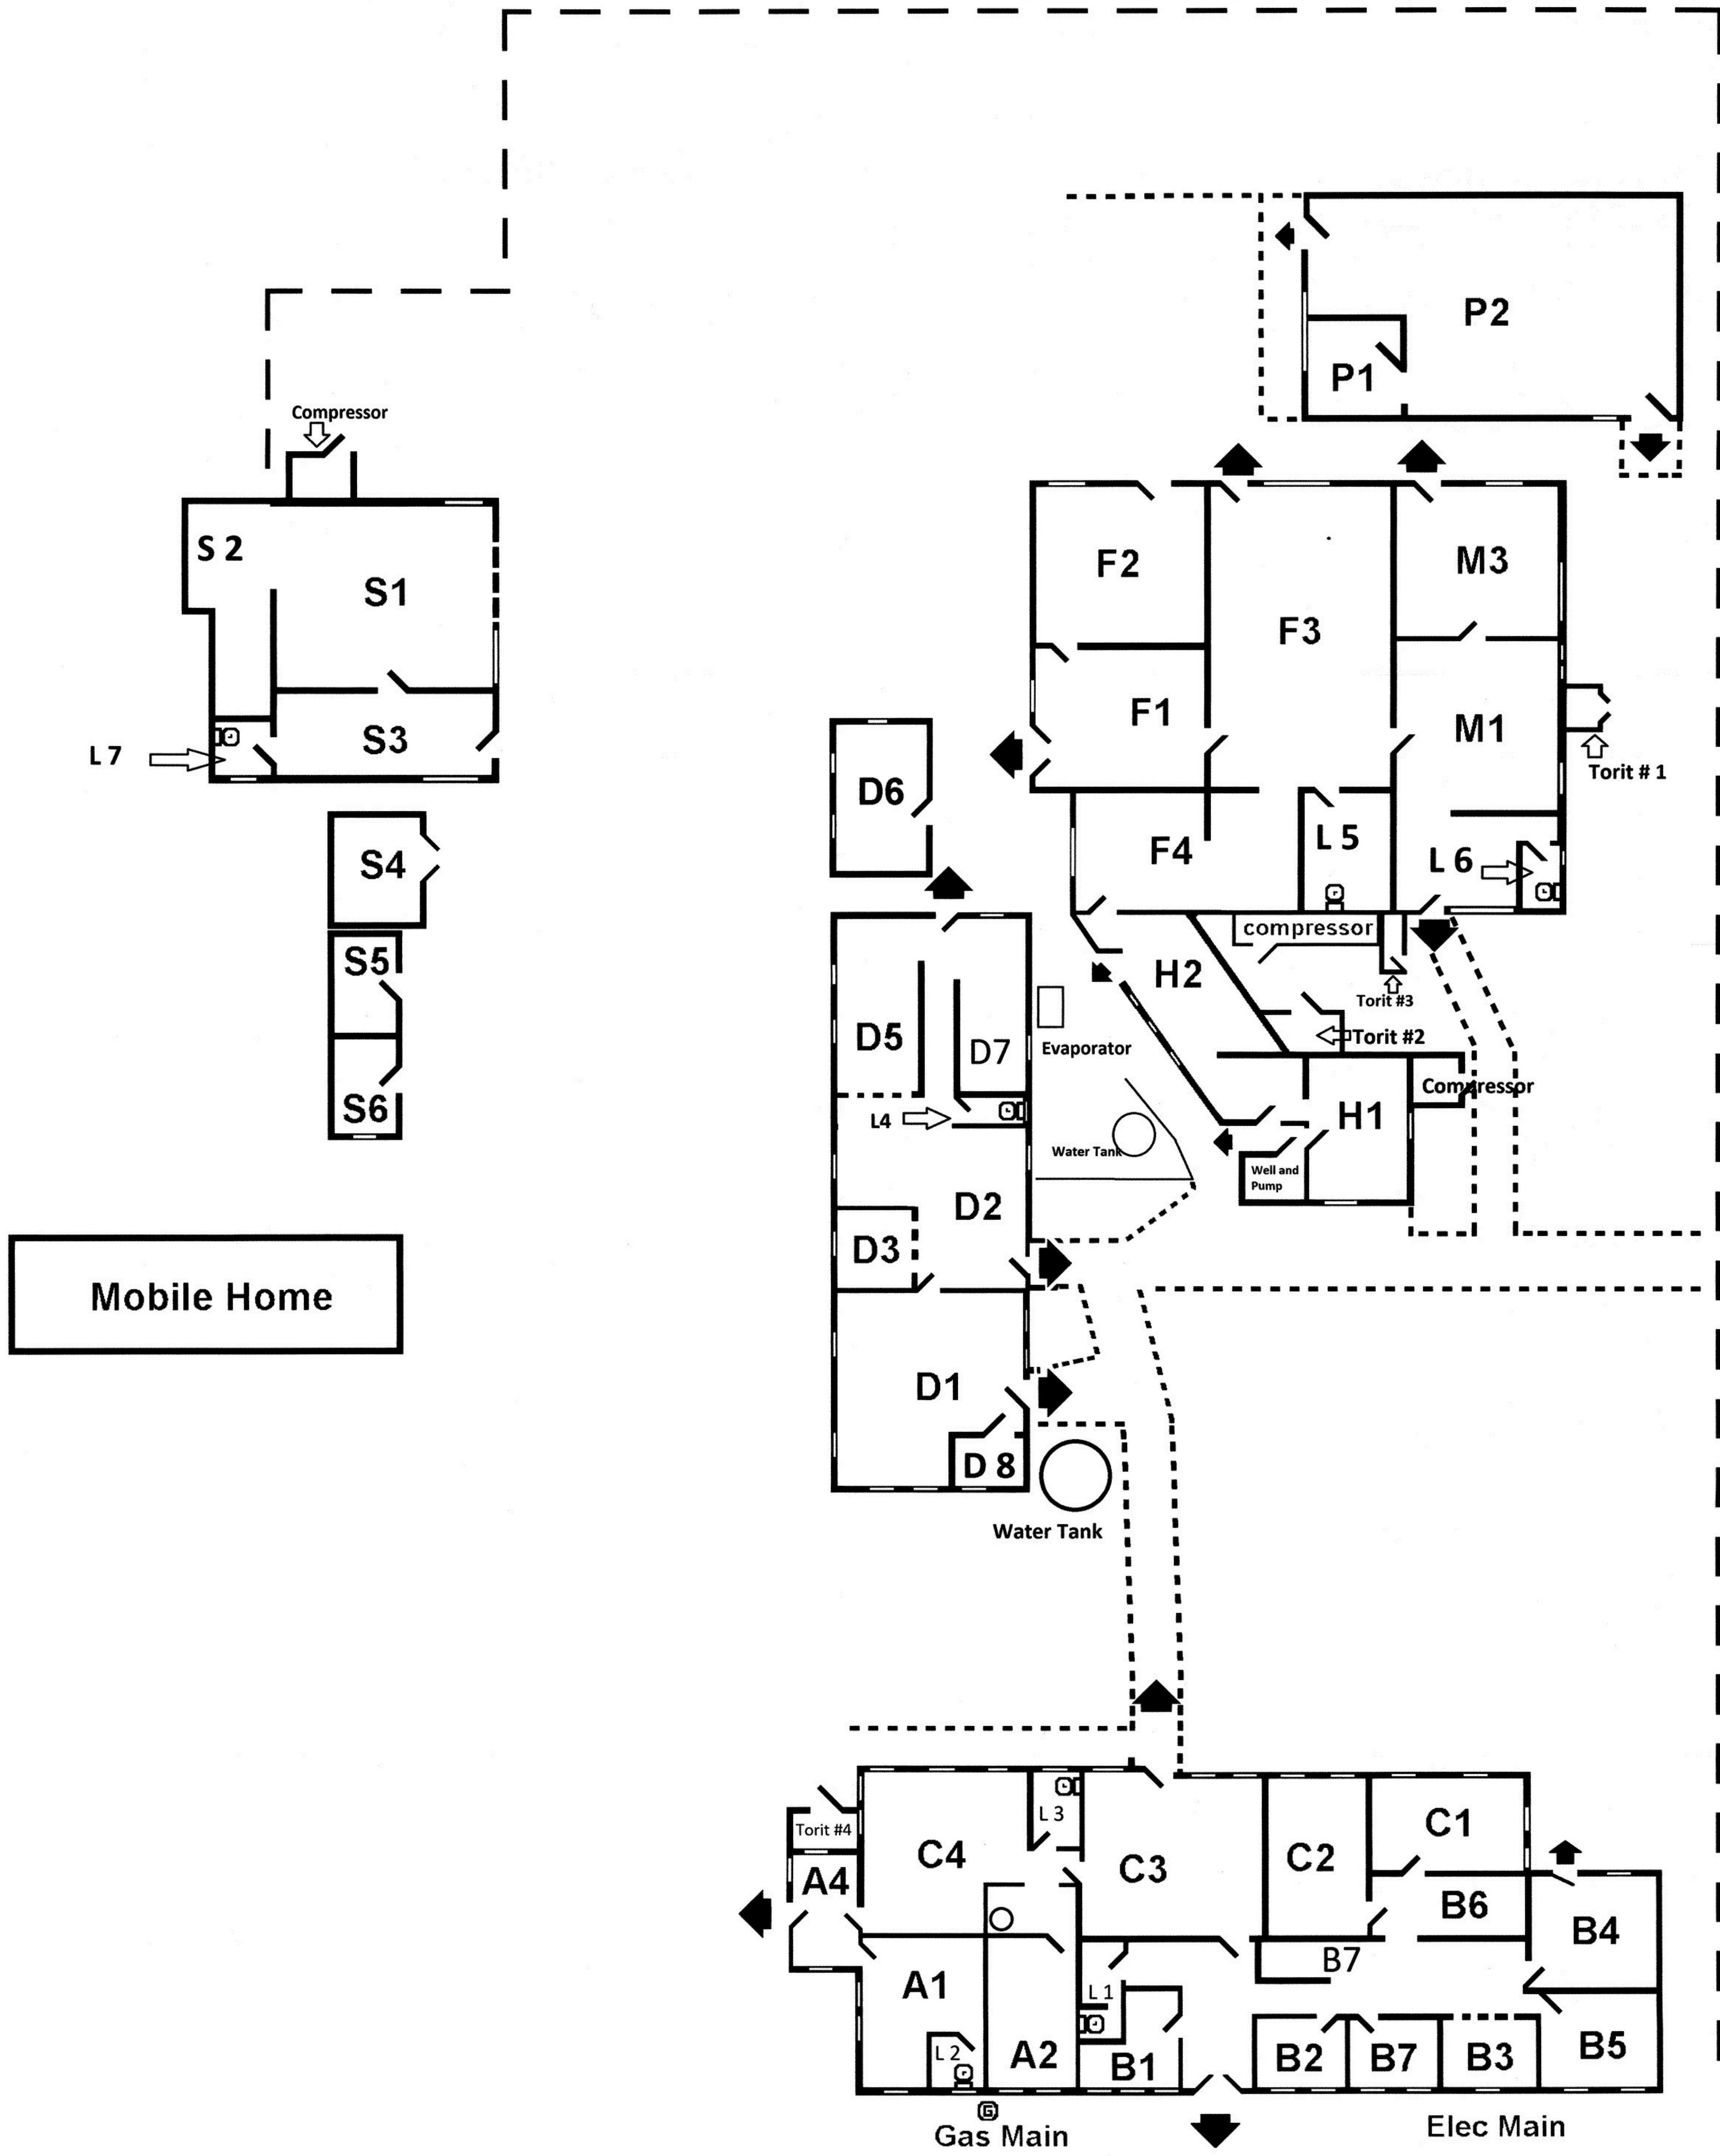 P2
P1
Compressor
S 2
S1
F2
M3
F3
F1
M1
S3
L 7
Torit # 1
D6
F4
L 5
L 6
S4
compressor
S5
H2
Torit #3
D5
D7
Evaporator
Torit #2
Compressor
S6
L4
H1
Water Tank
Well and
Pump
D2
D3
Mobile Home
D1
D 8
Water Tank
L 3
Torit #4
C4
C3
C2
C1
A4
B6
B4
B7
A1
L 1
L 2
A2
B1
B2
B7
B3
B5
G
Gas Main
Elec Main